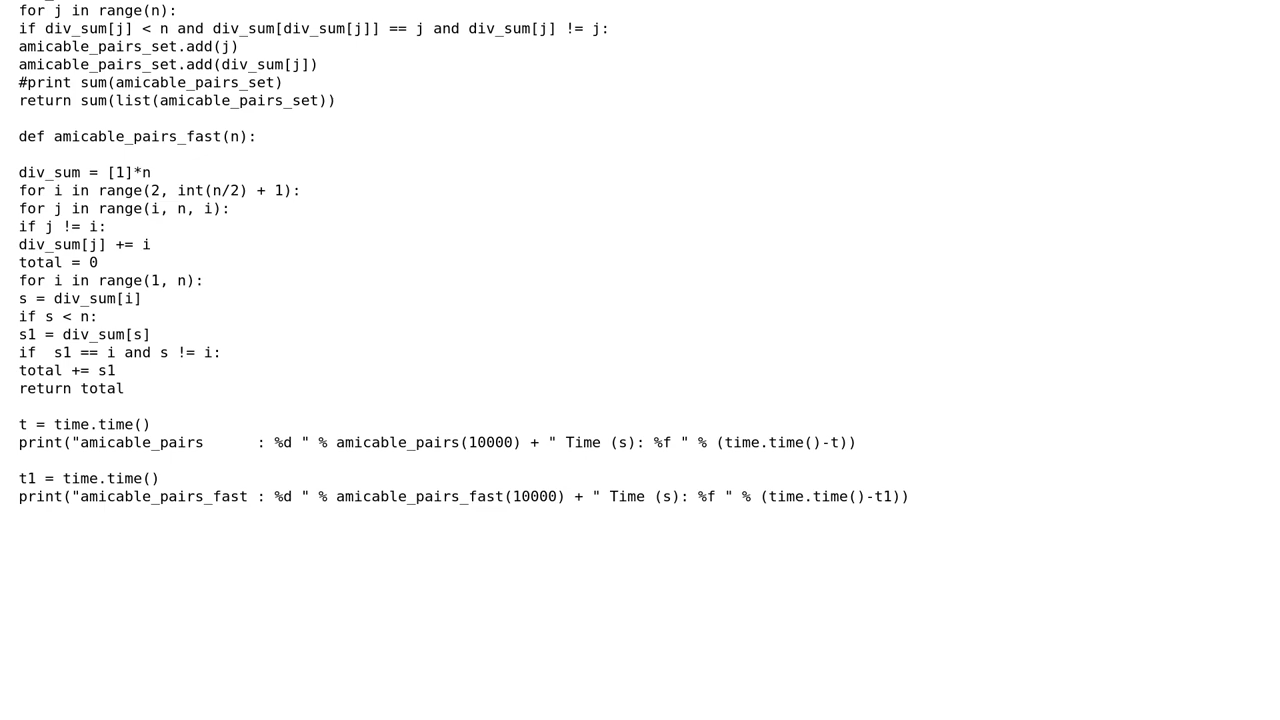 for j in range(n):
if div_sum[j] < n and div_sum[div_sum[j]] == j and div_sum[j] != j:
amicable_pairs_set.add(j)
amicable_pairs_set.add(div_sum[j])
#print sum(amicable_pairs_set)
return sum(list(amicable_pairs_set))

def amicable_pairs_fast(n):

div_sum = [1]*n
for i in range(2, int(n/2) + 1):
for j in range(i, n, i):
if j != i:
div_sum[j] += i
total = 0
for i in range(1, n):
s = div_sum[i]
if s < n:
s1 = div_sum[s]
if  s1 == i and s != i:
total += s1
return total

t = time.time()
print("amicable_pairs      : %d " % amicable_pairs(10000) + " Time (s): %f " % (time.time()-t))

t1 = time.time()
print("amicable_pairs_fast : %d " % amicable_pairs_fast(10000) + " Time (s): %f " % (time.time()-t1))